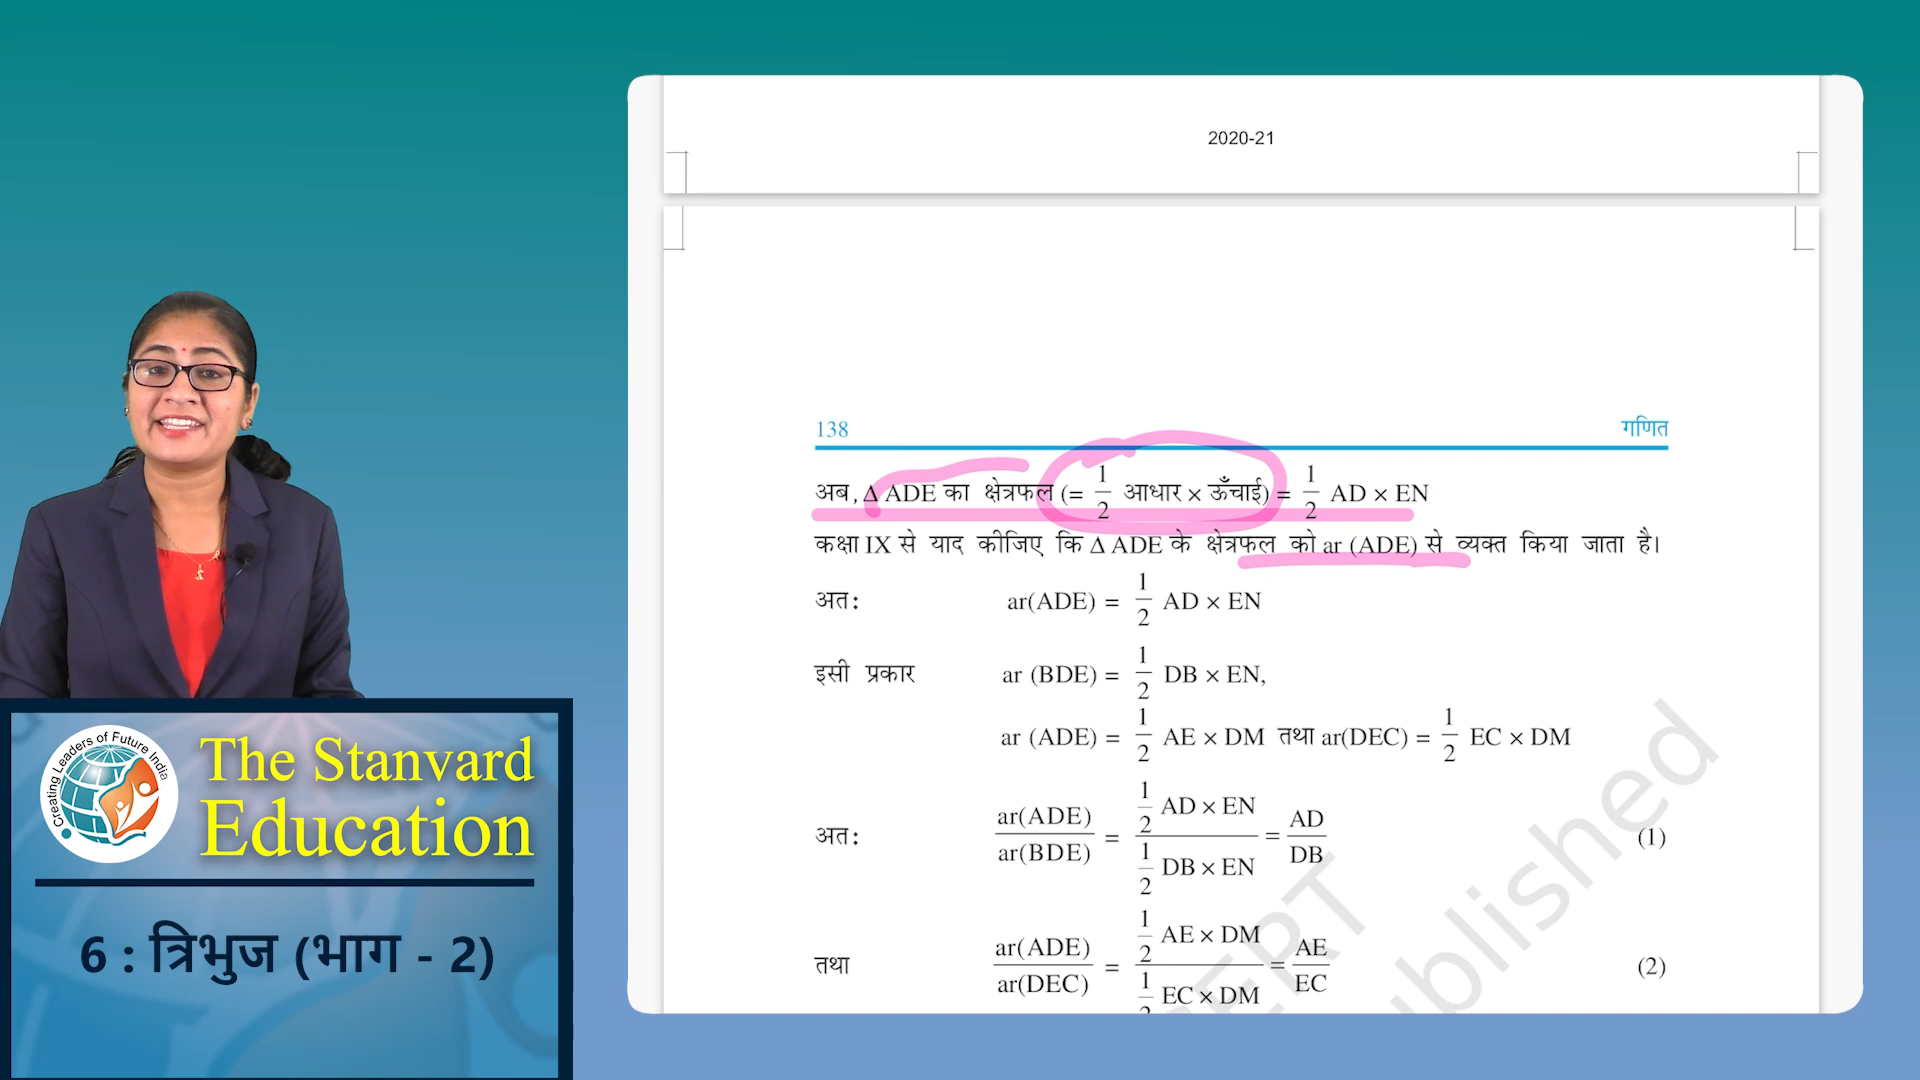 2020-21
138 गणित
अब, Δ ADE का क्षेत्रफल (= 1/2 आधार × ऊँचाई) = 1/2 AD × EN
कक्षा IX से याद कीजिए कि Δ ADE के क्षेत्रफल को ar (ADE) से व्यक्त किया जाता है।
अत: ar(ADE) = 1/2 AD × EN
इसी प्रकार ar (BDE) = 1/2 DB × EN,
ar (ADE) = 1/2 AE × DM तथा ar(DEC) = 1/2 EC × DM
अत: ar(ADE)/ar(BDE) = 1/2 AD × EN / 1/2 DB × EN = AD/DB (1)
तथा ar(ADE)/ar(DEC) = 1/2 AE × DM / 1/2 EC × DM = AE/EC (2)
Creating Leaders of Future India
The Stanvard
Education
6 : त्रिभुज (भाग - 2)